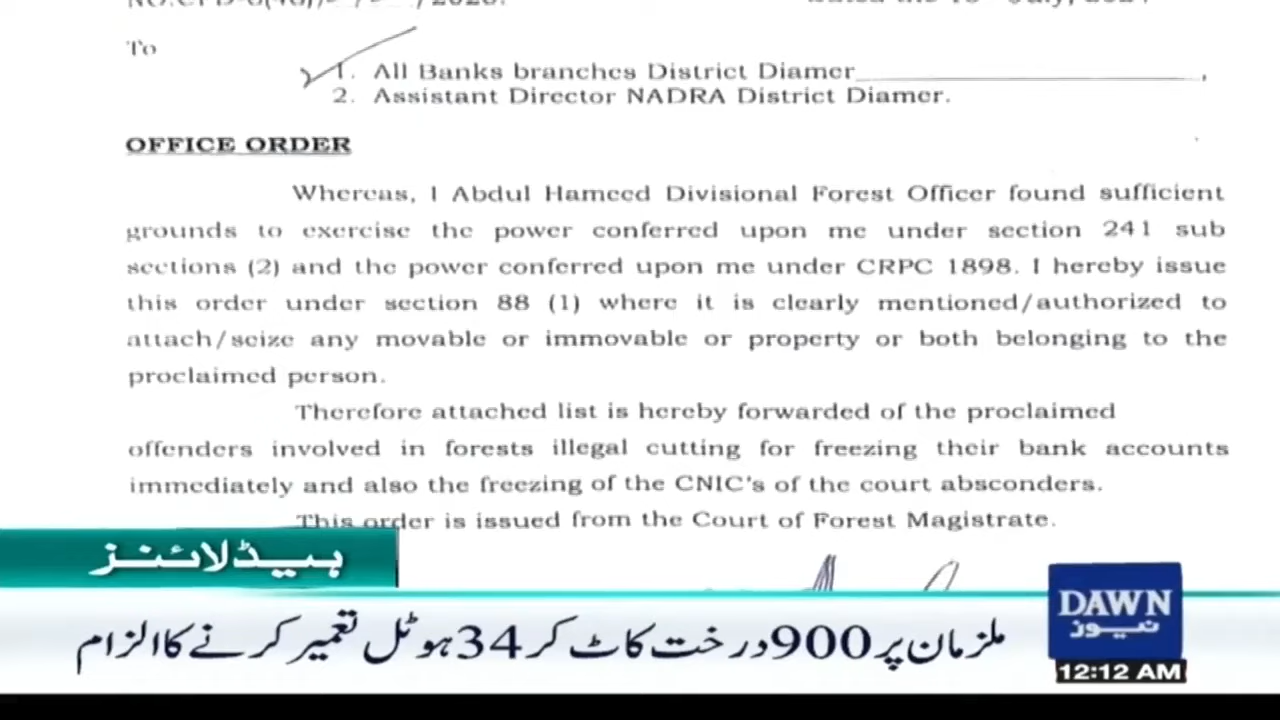 To
1. All Banks branches District Diamer
2. Assistant Director NADRA District Diamer.
OFFICE ORDER
Whereas, I Abdul Hameed Divisional Forest Officer found sufficient
grounds to exercise the power conferred upon me under section 241 sub
sections (2) and the power conferred upon me under CRPC 1898. I hereby issue
this order under section 88 (1) where it is clearly mentioned/authorized to
attach/seize any movable or immovable or property or both belonging to the
proclaimed person.
Therefore attached list is hereby forwarded of the proclaimed
offenders involved in forests illegal cutting for freezing their bank accounts
immediately and also the freezing of the CNIC's of the court absconders.
This order is issued from the Court of Forest Magistrate.
ہیڈلائنز
ملزمان پر 900 درخت کاٹ کر 34 ہوٹل تعمیر کرنے کا الزام
DAWN
نیوز
12:12 AM